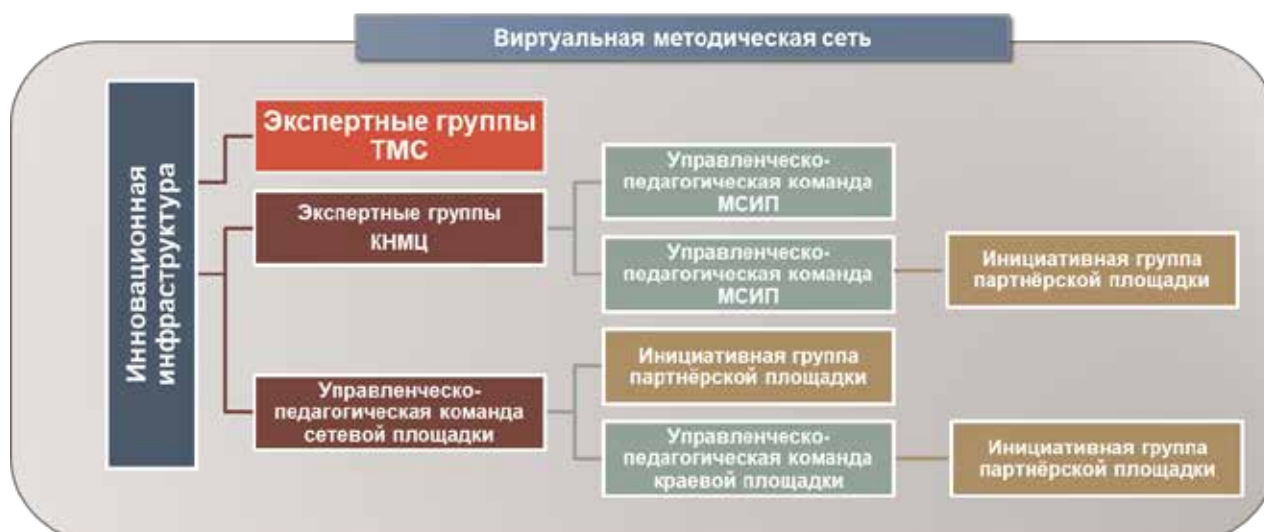 Виртуальная методическая сеть
Инновационная
инфраструктура
Экспертные группы
ТМС
Экспертные группы
КНМЦ
Управленческо-
педагогическая команда
сетевой площадки
Управленческо-
педагогическая команда
МСИП
Управленческо-
педагогическая команда
МСИП
Инициативная группа
партнёрской площадки
Управленческо-
педагогическая команда
краевой площадки
Инициативная группа
партнёрской площадки
Инициативная группа
партнёрской площадки